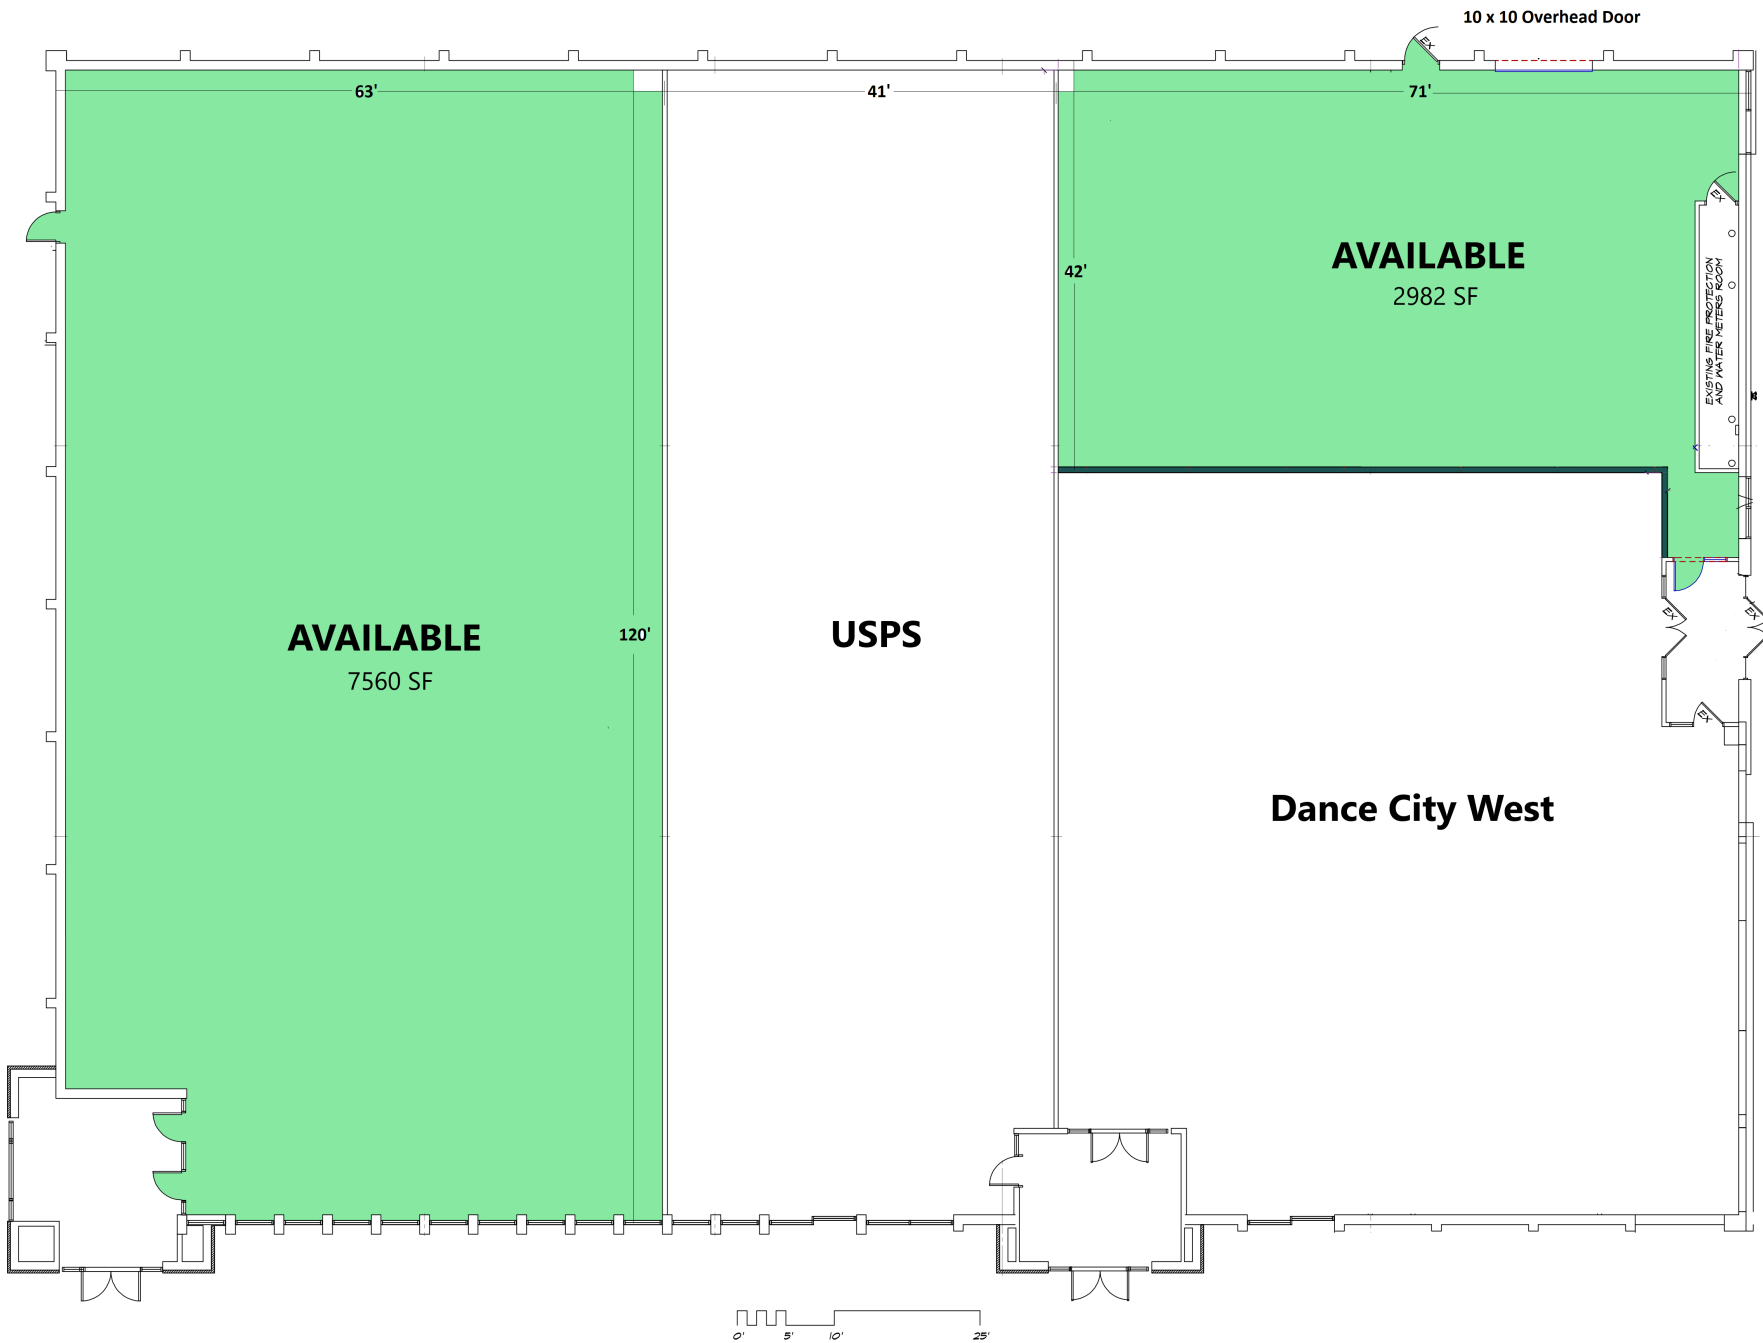 10 x 10 Overhead Door
EX
63'
41'
71'
EX
AVAILABLE
2982 SF
42'
EXISTING FIRE PROTECTION
AND WATER METERS ROOM
EX
EX
AVAILABLE
7560 SF
120'
USPS
EX
Dance City West
0'
5'
10'
25'